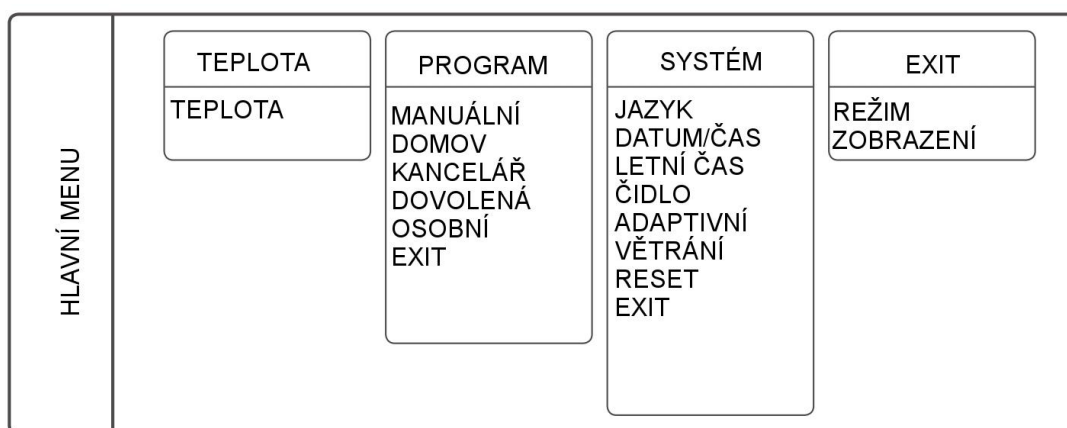 HLAVNÍ MENU
TEPLOTA
TEPLOTA
PROGRAM
MANUÁLNÍ
DOMOV
KANCELÁŘ
DOVOLENÁ
OSOBNÍ
EXIT
SYSTÉM
JAZYK
DATUM/ČAS
LETNÍ ČAS
ČIDLO
ADAPTIVNÍ
VĚTRÁNÍ
RESET
EXIT
EXIT
REŽIM
ZOBRAZENÍ